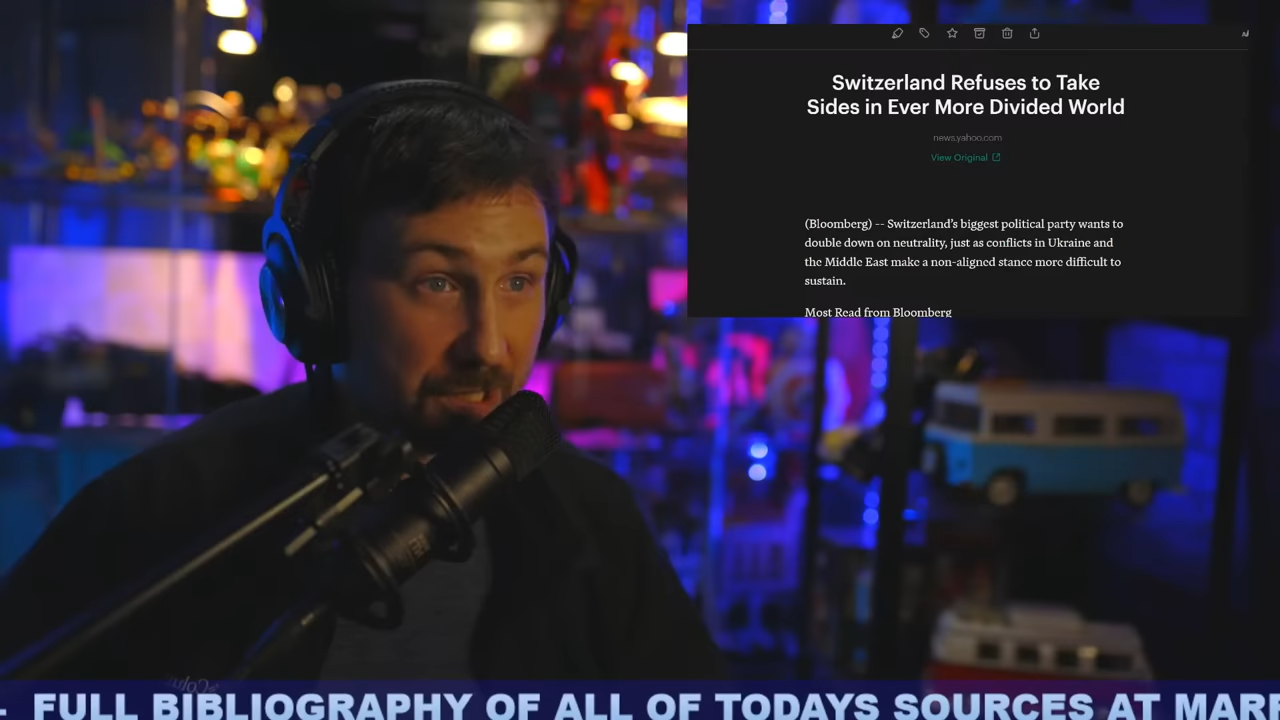 Switzerland Refuses to Take
Sides in Ever More Divided World
news.yahoo.com
View Original
(Bloomberg) -- Switzerland's biggest political party wants to
double down on neutrality, just as conflicts in Ukraine and
the Middle East make a non-aligned stance more difficult to
sustain.
Most Read from Bloomberg
- FULL BIBLIOGRAPHY OF ALL OF TODAYS SOURCES AT MAR